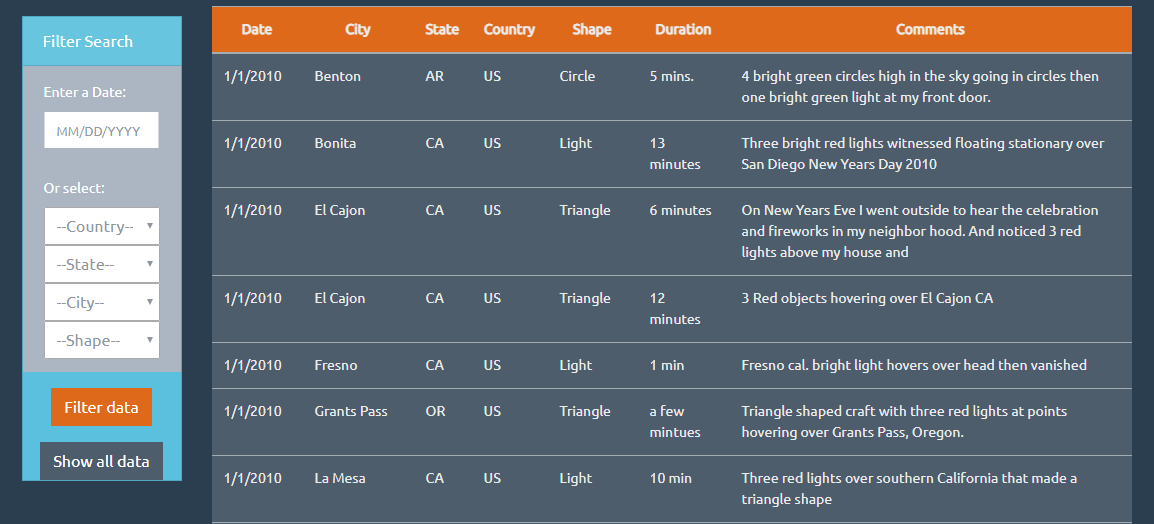 Filter Search
Enter a Date:
MM/DD/YYYY
Or select:
--Country--
--State--
--City--
--Shape--
Filter data
Show all data
Date City State Country Shape Duration Comments
1/1/2010 Benton AR US Circle 5 mins. 4 bright green circles high in the sky going in circles then
one bright green light at my front door.
1/1/2010 Bonita CA US Light 13 Three bright red lights witnessed floating stationary over
minutes San Diego New Years Day 2010
1/1/2010 El Cajon CA US Triangle 6 minutes On New Years Eve I went outside to hear the celebration
and fireworks in my neighbor hood. And noticed 3 red
lights above my house and
1/1/2010 El Cajon CA US Triangle 12 3 Red objects hovering over El Cajon CA
minutes
1/1/2010 Fresno CA US Light 1 min Fresno cal. bright light hovers over head then vanished
1/1/2010 Grants Pass OR US Triangle a few Triangle shaped craft with three red lights at points
mintues hovering over Grants Pass, Oregon.
1/1/2010 La Mesa CA US Light 10 min Three red lights over southern California that made a
triangle shape